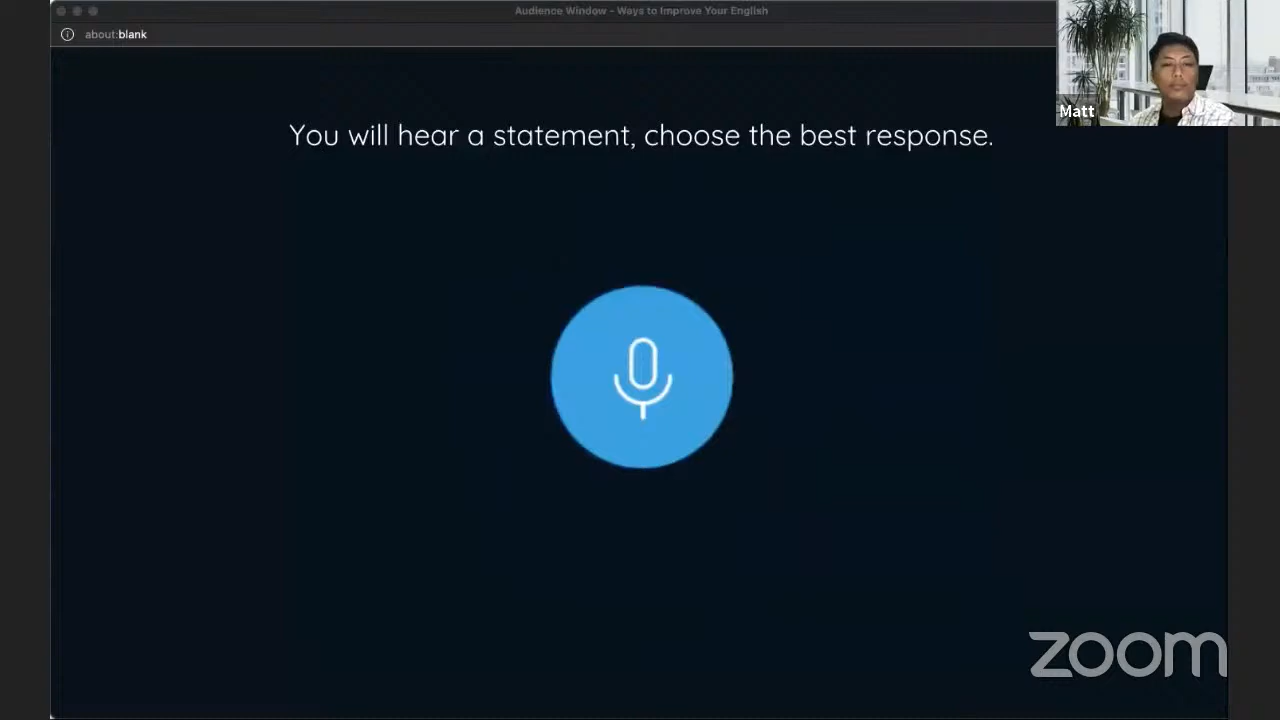 Audience Window - Ways to Improve Your English
about:blank
Matt
You will hear a statement, choose the best response.
zoom